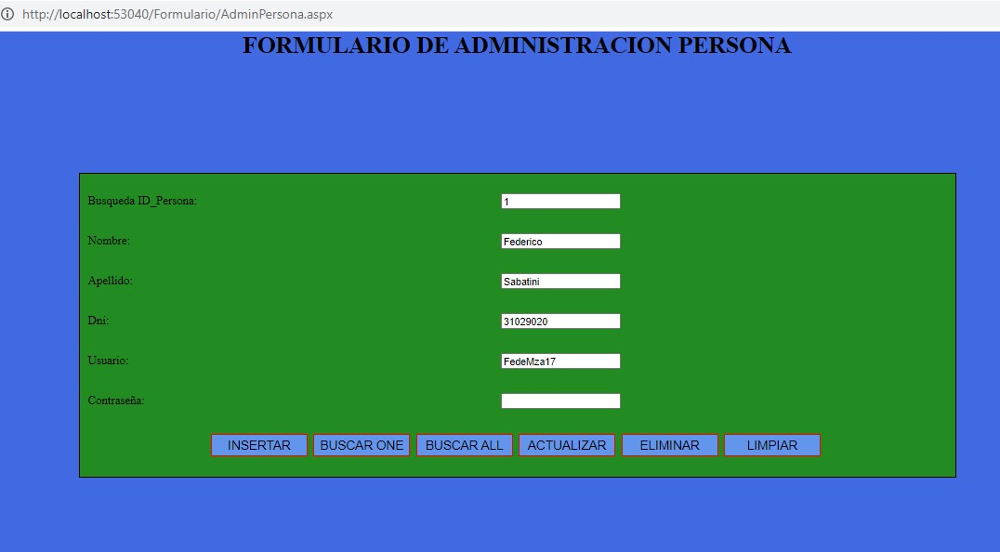 http://localhost:53040/Formulario/AdminPersona.aspx
FORMULARIO DE ADMINISTRACION PERSONA
Busqueda ID_Persona: 1
Nombre: Federico
Apellido: Sabatini
Dni: 31029020
Usuario: FedeMza17
Contraseña:
INSERTAR BUSCAR ONE BUSCAR ALL ACTUALIZAR ELIMINAR LIMPIAR